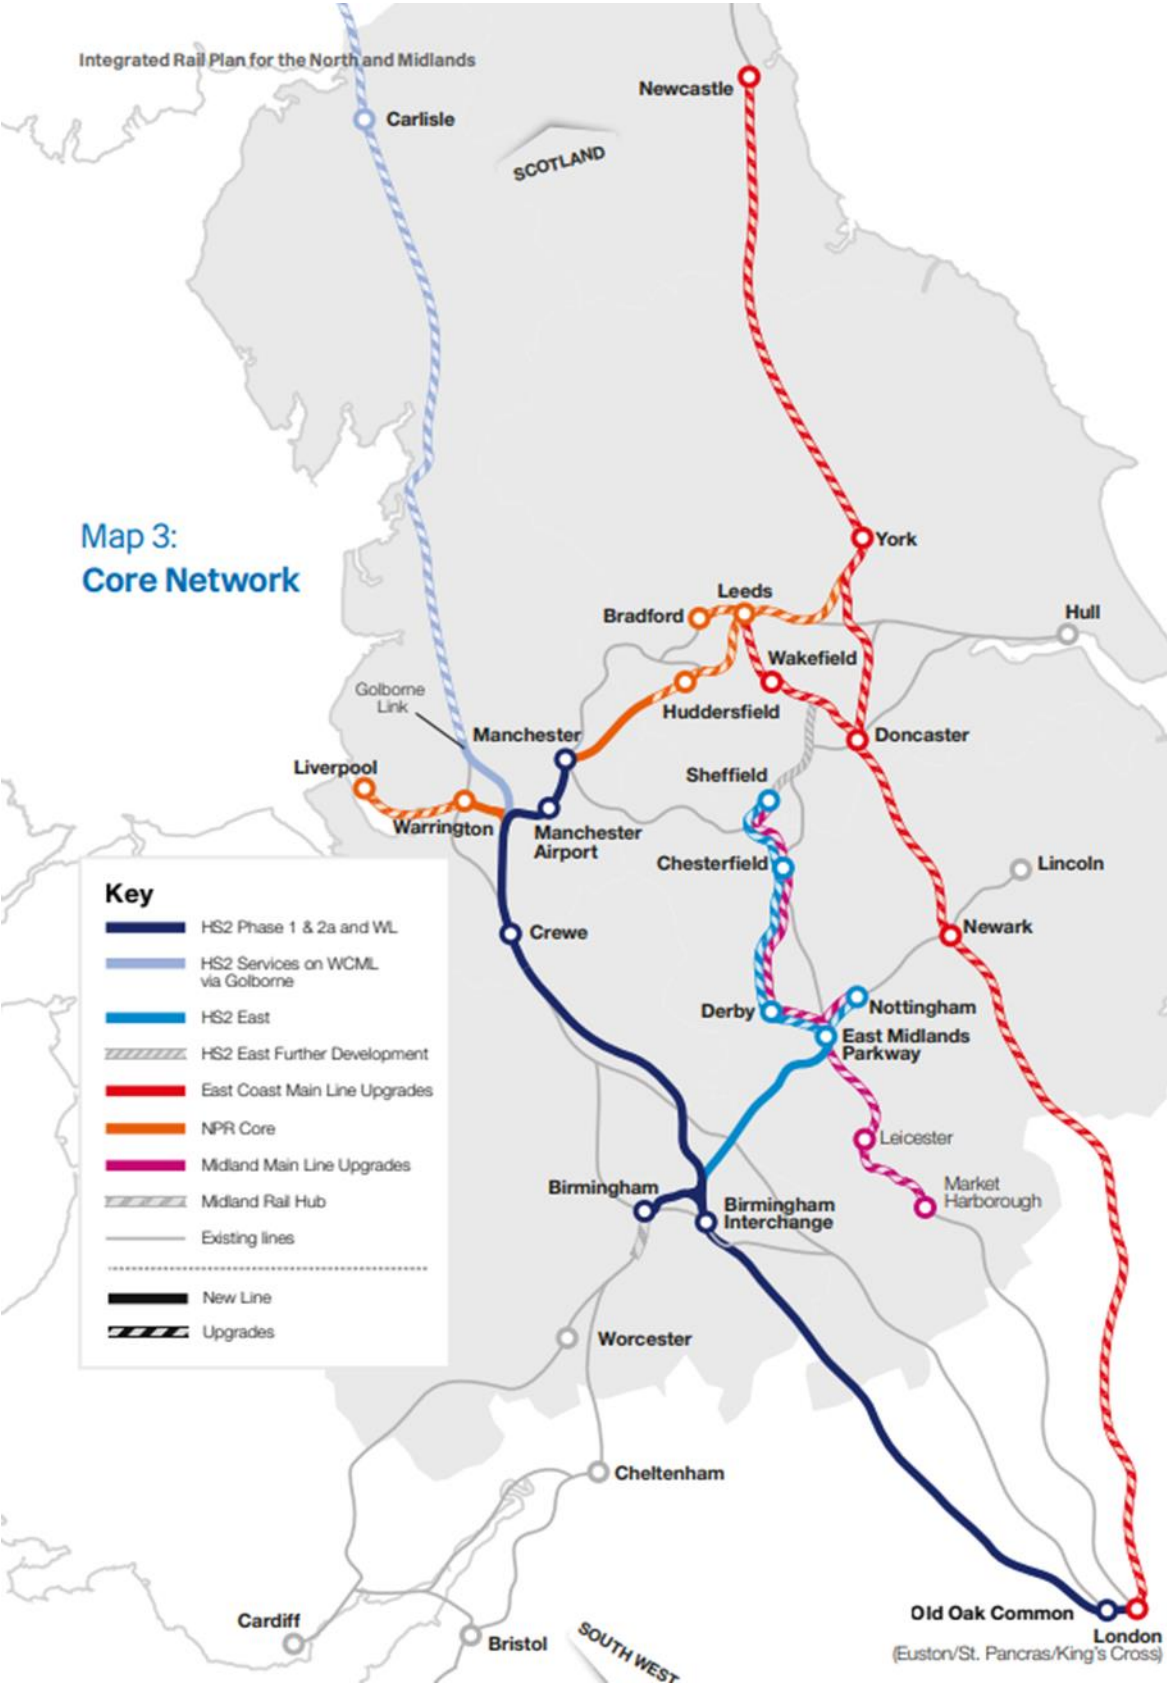 Integrated Rail Plan for the North and Midlands
Newcastle
Carlisle
SCOTLAND
Map 3:
Core Network
York
Leeds
Bradford
Hull
Wakefield
Golborne
Link
Huddersfield
Manchester
Doncaster
Liverpool
Sheffield
Warrington
Manchester
Airport
Chesterfield
Lincoln
Key
HS2 Phase 1 & 2a and WL
HS2 Services on WCML
via Golborne
HS2 East
HS2 East Further Development
East Coast Main Line Upgrades
NPR Core
Midland Main Line Upgrades
Midland Rail Hub
Existing lines
New Line
Upgrades
Crewe
Newark
Derby
Nottingham
East Midlands
Parkway
Leicester
Market
Harborough
Birmingham
Birmingham
Interchange
Worcester
Cheltenham
Cardiff
Bristol
SOUTH WEST
Old Oak Common
London
(Euston/St. Pancras/King's Cross)